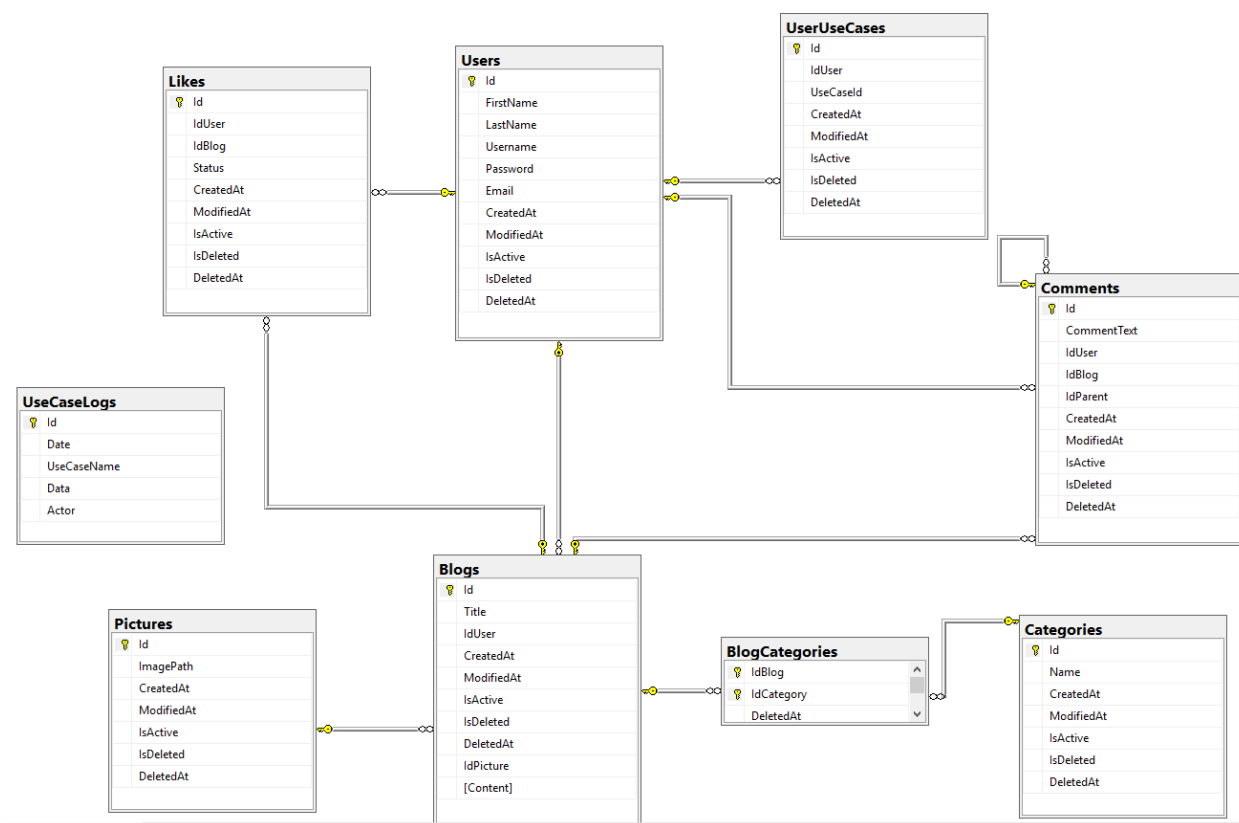 UserUseCases
Id
IdUser
UseCaseId
CreatedAt
ModifiedAt
IsActive
IsDeleted
DeletedAt
Users
Id
FirstName
LastName
Username
Password
Email
CreatedAt
ModifiedAt
IsActive
IsDeleted
DeletedAt
Likes
Id
IdUser
IdBlog
Status
CreatedAt
ModifiedAt
IsActive
IsDeleted
DeletedAt
Comments
Id
CommentText
IdUser
IdBlog
IdParent
CreatedAt
ModifiedAt
IsActive
IsDeleted
DeletedAt
UseCaseLogs
Id
Date
UseCaseName
Data
Actor
Blogs
Id
Title
IdUser
CreatedAt
ModifiedAt
IsActive
IsDeleted
DeletedAt
IdPicture
[Content]
Pictures
Id
ImagePath
CreatedAt
ModifiedAt
IsActive
IsDeleted
DeletedAt
BlogCategories
IdBlog
IdCategory
DeletedAt
Categories
Id
Name
CreatedAt
ModifiedAt
IsActive
IsDeleted
DeletedAt